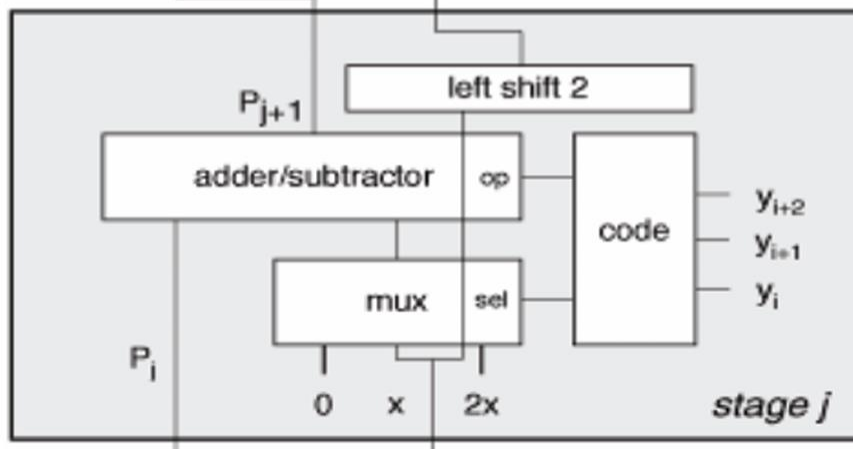 left shift 2
Pj+1
adder/subtractor op
code
yi+2
yi+1
yi
mux sel
Pi
0 x 2x
stage j